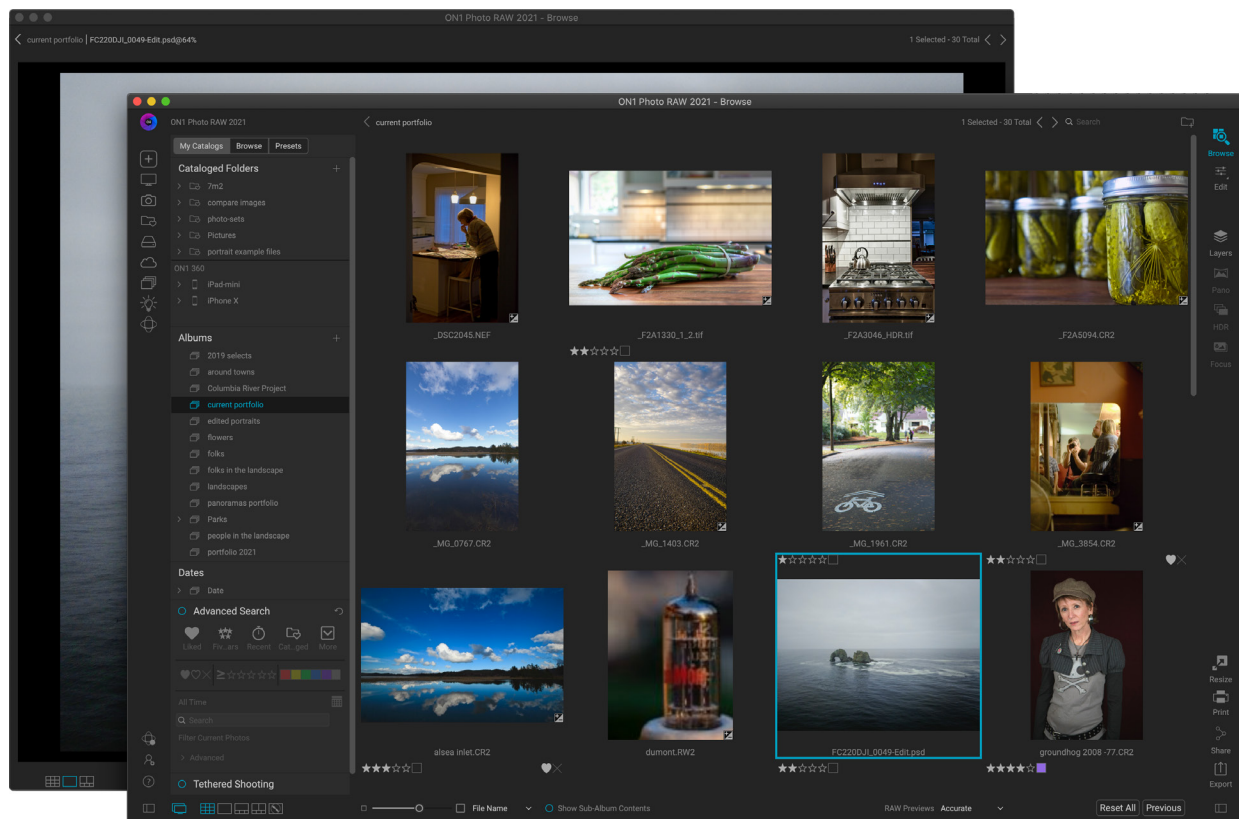 ON1 Photo RAW 2021 - Browse
current portfolio | FC220DJI_0049-Edit.psd@64%
1 Selected - 30 Total
ON1 Photo RAW 2021 - Browse
ON1 Photo RAW 2021
current portfolio
1 Selected - 30 Total
Search
My Catalogs Browse Presets
Cataloged Folders
7m2
compare images
photo-sets
Pictures
portrait example files
ON1 360
iPad-mini
iPhone X
Albums
2019 selects
around towns
Columbia River Project
current portfolio
edited portraits
flowers
folks
folks in the landscape
landscapes
panoramas portfolio
Parks
people in the landscape
portfolio 2021
Dates
Date
Advanced Search
Liked Fiv...ars Recent Cat...ged More
All Time
Search
Filter Current Photos
Advanced
Tethered Shooting
_DSC2045.NEF
_F2A1330_1_2.tif
_F2A3046_HDR.tif
_F2A5094.CR2
_MG_0767.CR2
_MG_1403.CR2
_MG_1961.CR2
_MG_3854.CR2
alsea inlet.CR2
dumont.RW2
FC220DJI_0049-Edit.psd
groundhog 2008 -77.CR2
Browse
Edit
Layers
Pano
HDR
Focus
Resize
Print
Share
Export
File Name
Show Sub-Album Contents
RAW Previews Accurate
Reset All Previous